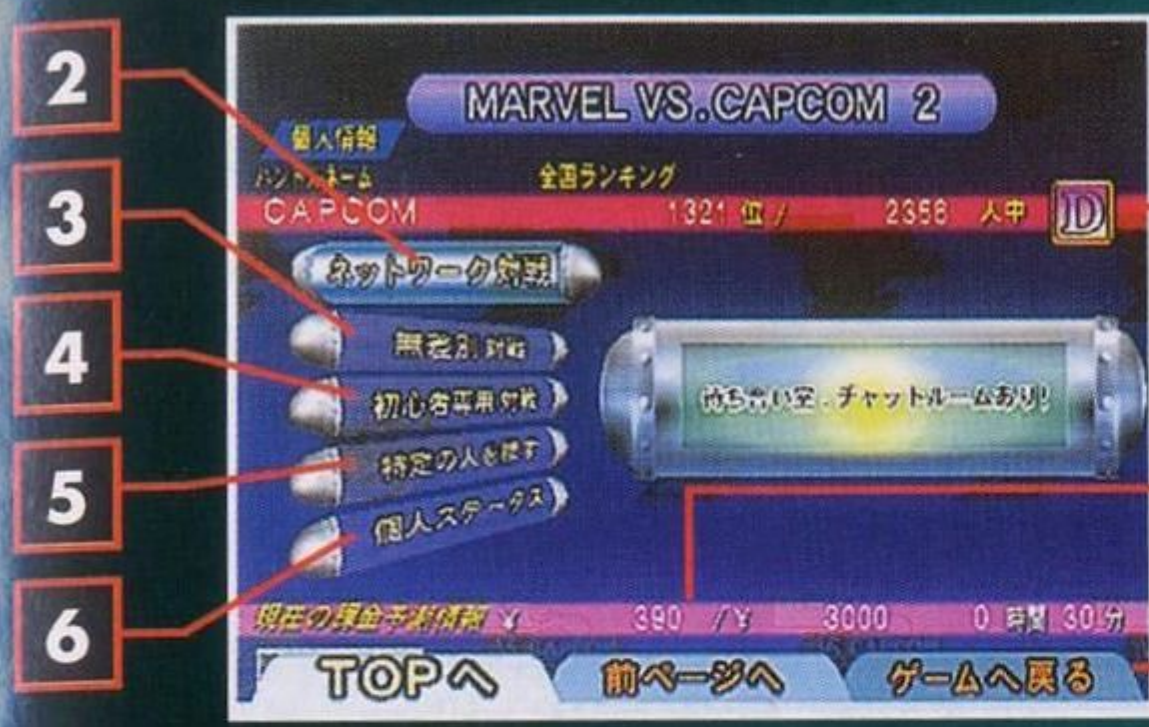 MARVEL VS. CAPCOM 2
個人情報
ハンドルネーム 全国ランキング
CAPCOM 1321 位 / 2356 人中 D
2 ネットワーク対戦
3 無差別対戦
4 初心者専用対戦
待ち合い室、チャットルームあり!
5 特定の人を探す
6 個人ステータス
現在の課金予測情報 ¥ 390 /¥ 3000 0 時間 30 分
TOPへ 前ページへ ゲームへ戻る